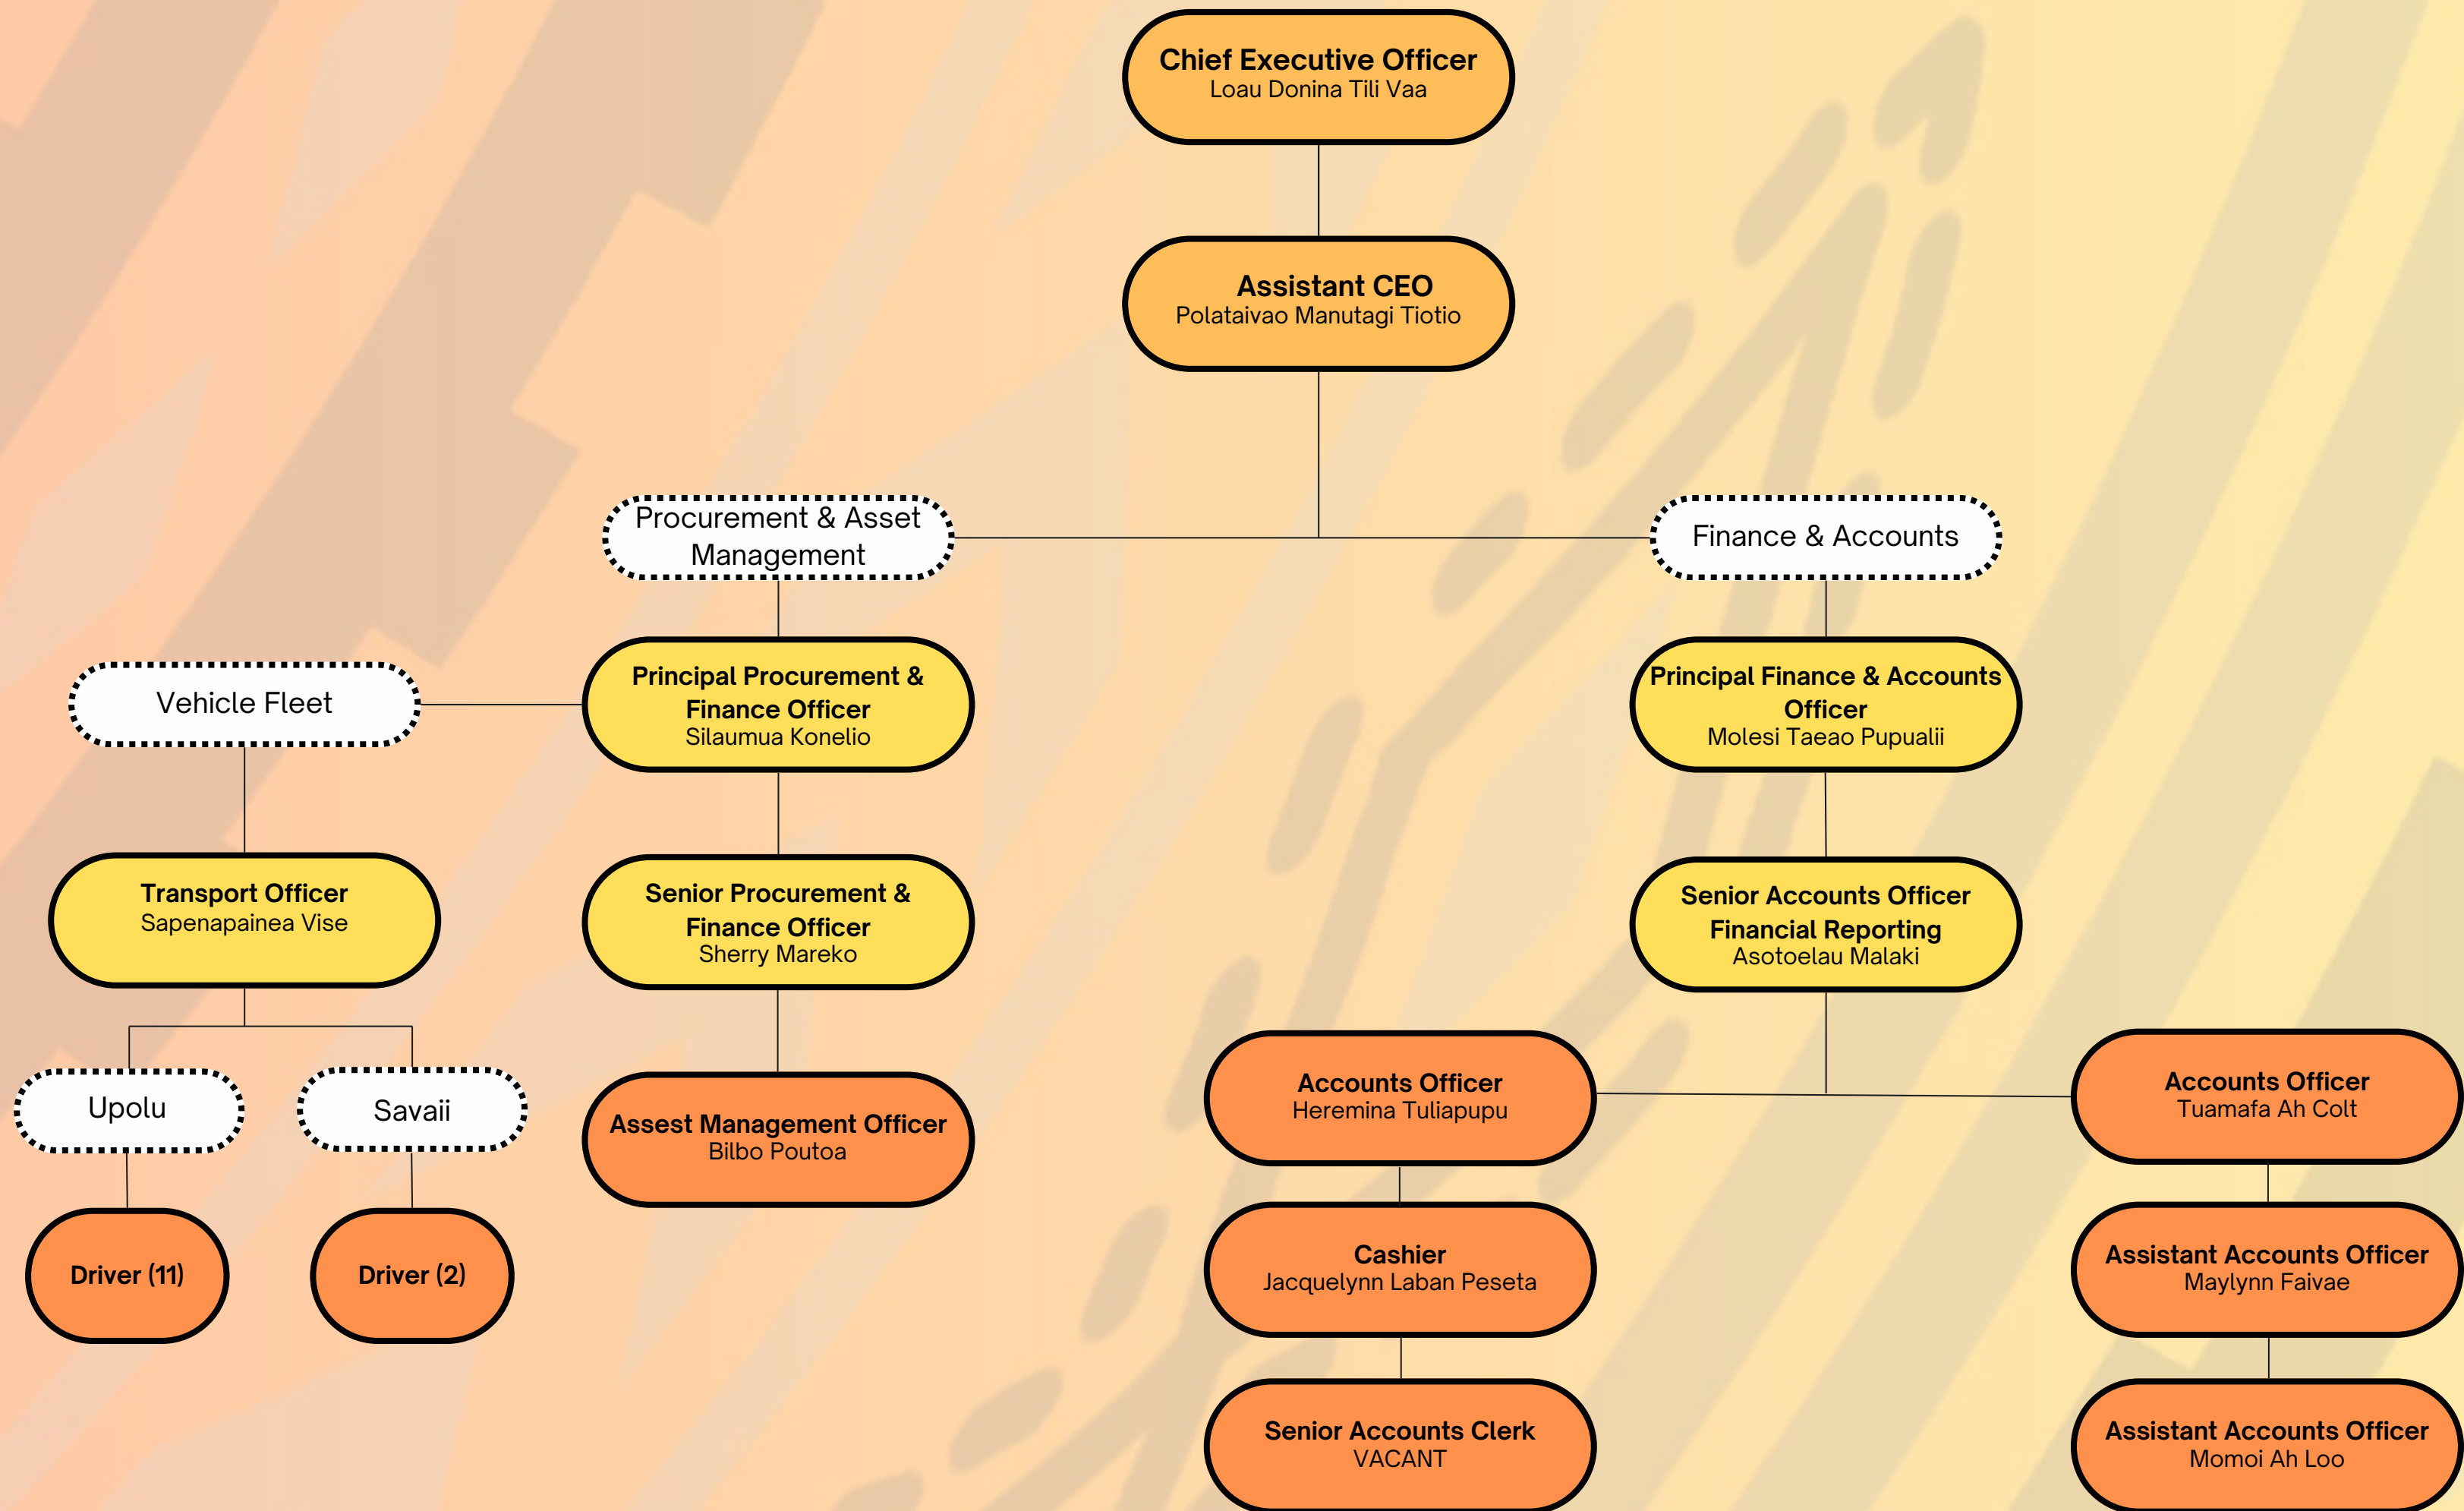 Chief Executive Officer
Loau Donina Tili Vaa
Assistant CEO
Polataivao Manutagi Tiotio
Procurement & Asset
Management
Finance & Accounts
Vehicle Fleet
Principal Procurement &
Finance Officer
Silaumua Konelio
Principal Finance & Accounts
Officer
Molesi Taeao Pupualii
Transport Officer
Sapenapainea Vise
Senior Procurement &
Finance Officer
Sherry Mareko
Senior Accounts Officer
Financial Reporting
Asotoelau Malaki
Upolu
Savaii
Assest Management Officer
Bilbo Poutoa
Accounts Officer
Heremina Tuliapupu
Accounts Officer
Tuamafa Ah Colt
Driver (11)
Driver (2)
Cashier
Jacquelynn Laban Peseta
Assistant Accounts Officer
Maylynn Faivae
Senior Accounts Clerk
VACANT
Assistant Accounts Officer
Momoi Ah Loo